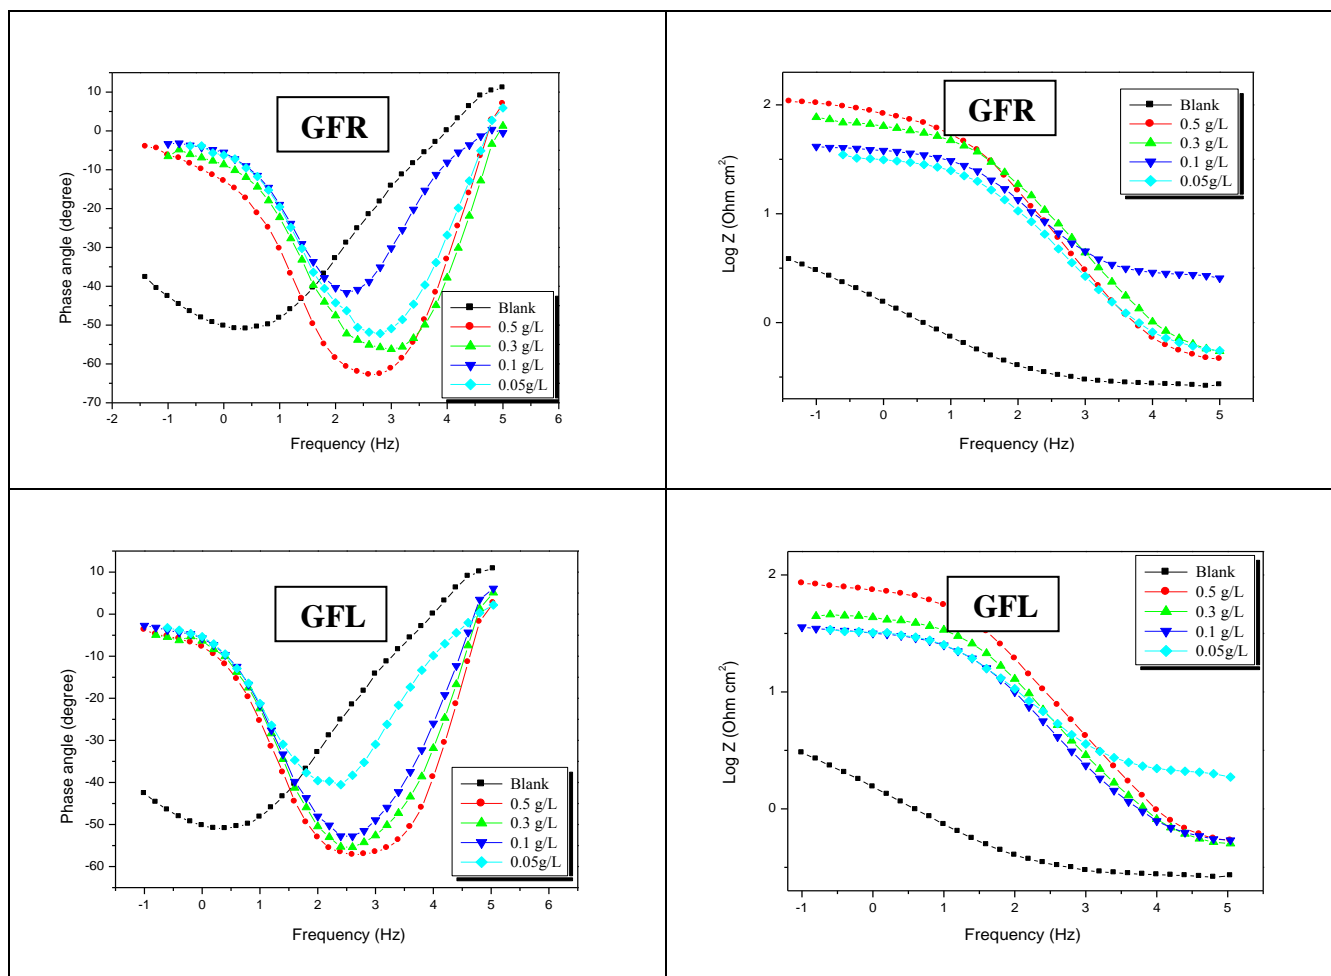 GFR
Phase angle (degree)
10
0
-10
-20
-30
-40
-50
-60
-70
-2
-1
0
1
2
3
4
5
6
Frequency (Hz)
Blank
0.5 g/L
0.3 g/L
0.1 g/L
0.05g/L
GFR
Log Z (Ohm cm²)
2
1
0
-1
0
1
2
3
4
5
Frequency (Hz)
Blank
0.5 g/L
0.3 g/L
0.1 g/L
0.05g/L
GFL
Phase angle (degree)
10
0
-10
-20
-30
-40
-50
-60
-1
0
1
2
3
4
5
6
Frequency (Hz)
Blank
0.5 g/L
0.3 g/L
0.1 g/L
0.05g/L
GFL
Log Z (Ohm cm²)
2
1
0
-1
0
1
2
3
4
5
Frequency (Hz)
Blank
0.5 g/L
0.3 g/L
0.1 g/L
0.05g/L